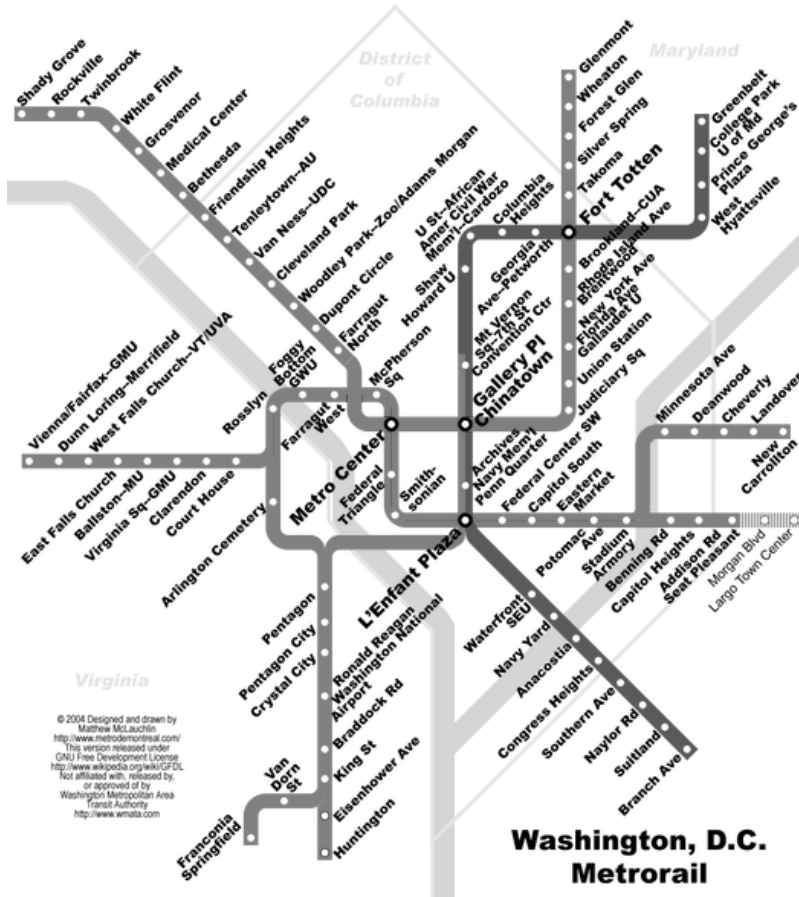 District
of
Columbia
Maryland
Shady Grove
Rockville
Twinbrook
White Flint
Grosvenor
Medical Center
Bethesda
Friendship Heights
Tenleytown--AU
Van Ness--UDC
Cleveland Park
Woodley Park--Zoo/Adams Morgan
Dupont Circle
Farragut
North
Glenmont
Wheaton
Forest Glen
Silver Spring
Takoma
Fort Totten
Brookland--CUA
Rhode Island Ave
Brentwood
New York Ave
Florida Ave
Gallaudet U
Union Station
Judiciary Sq
Greenbelt
College Park
U of Md
Prince George's
Plaza
West
Hyattsville
Columbia
Heights
Georgia
Ave--Petworth
U St--African
Amer Civil War
Mem'l--Cardozo
Shaw
Howard U
Mt Vernon
Sq--7th St
Convention Ctr
Gallery Pl
Chinatown
Archives
Navy Mem'l
Penn Quarter
Vienna/Fairfax--GMU
Dunn Loring--Merrifield
West Falls Church--VT/UVA
East Falls Church
Ballston--MU
Virginia Sq--GMU
Clarendon
Court House
Rosslyn
Foggy
Bottom
GWU
Farragut
West
McPherson
Sq
Metro Center
Federal
Triangle
Smith-
sonian
L'Enfant Plaza
Federal Center SW
Capitol South
Eastern
Market
Potomac
Ave
Stadium
Armory
Minnesota Ave
Deanwood
Cheverly
Landover
New
Carrollton
Benning Rd
Capitol Heights
Addison Rd
Seat Pleasant
Morgan Blvd
Largo Town Center
Arlington Cemetery
Pentagon
Pentagon City
Crystal City
Ronald Reagan
Washington National
Airport
Braddock Rd
King St
Eisenhower Ave
Huntington
Van
Dorn
St
Franconia
Springfield
Waterfront
SEU
Navy Yard
Anacostia
Congress Heights
Southern Ave
Naylor Rd
Suitland
Branch Ave
Virginia
© 2004 Designed and drawn by
Matthew McLauchlin
http://www.metrodemontreal.com/
This version released under
GNU Free Development License
http://www.wikipedia.org/wiki/GFDL
Not affiliated with, released by,
or approved of by
Washington Metropolitan Area
Transit Authority
http://www.wmata.com
Washington, D.C.
Metrorail